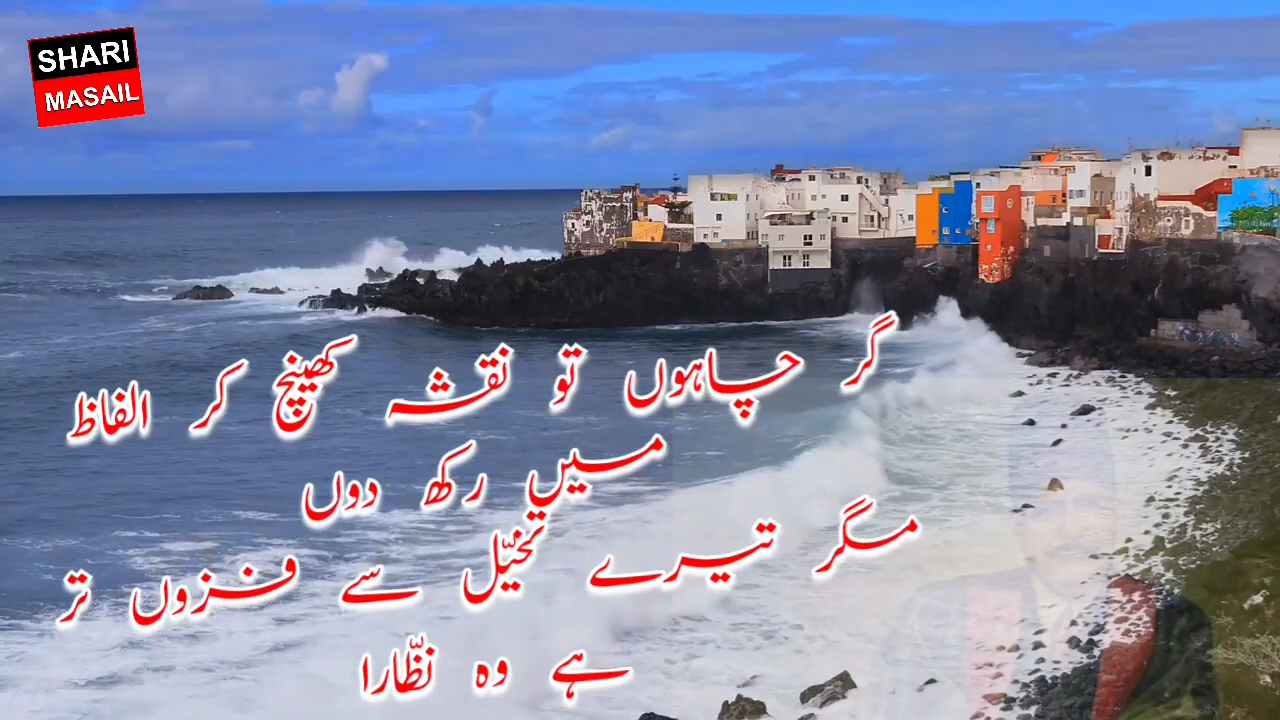 SHARI
MASAIL
گر چاہوں تو نقشہ کھینچ کر الفاظ
میں رکھ دوں
مگر تیرے تخیّل سے فزوں تر
ہے وہ نظّارا